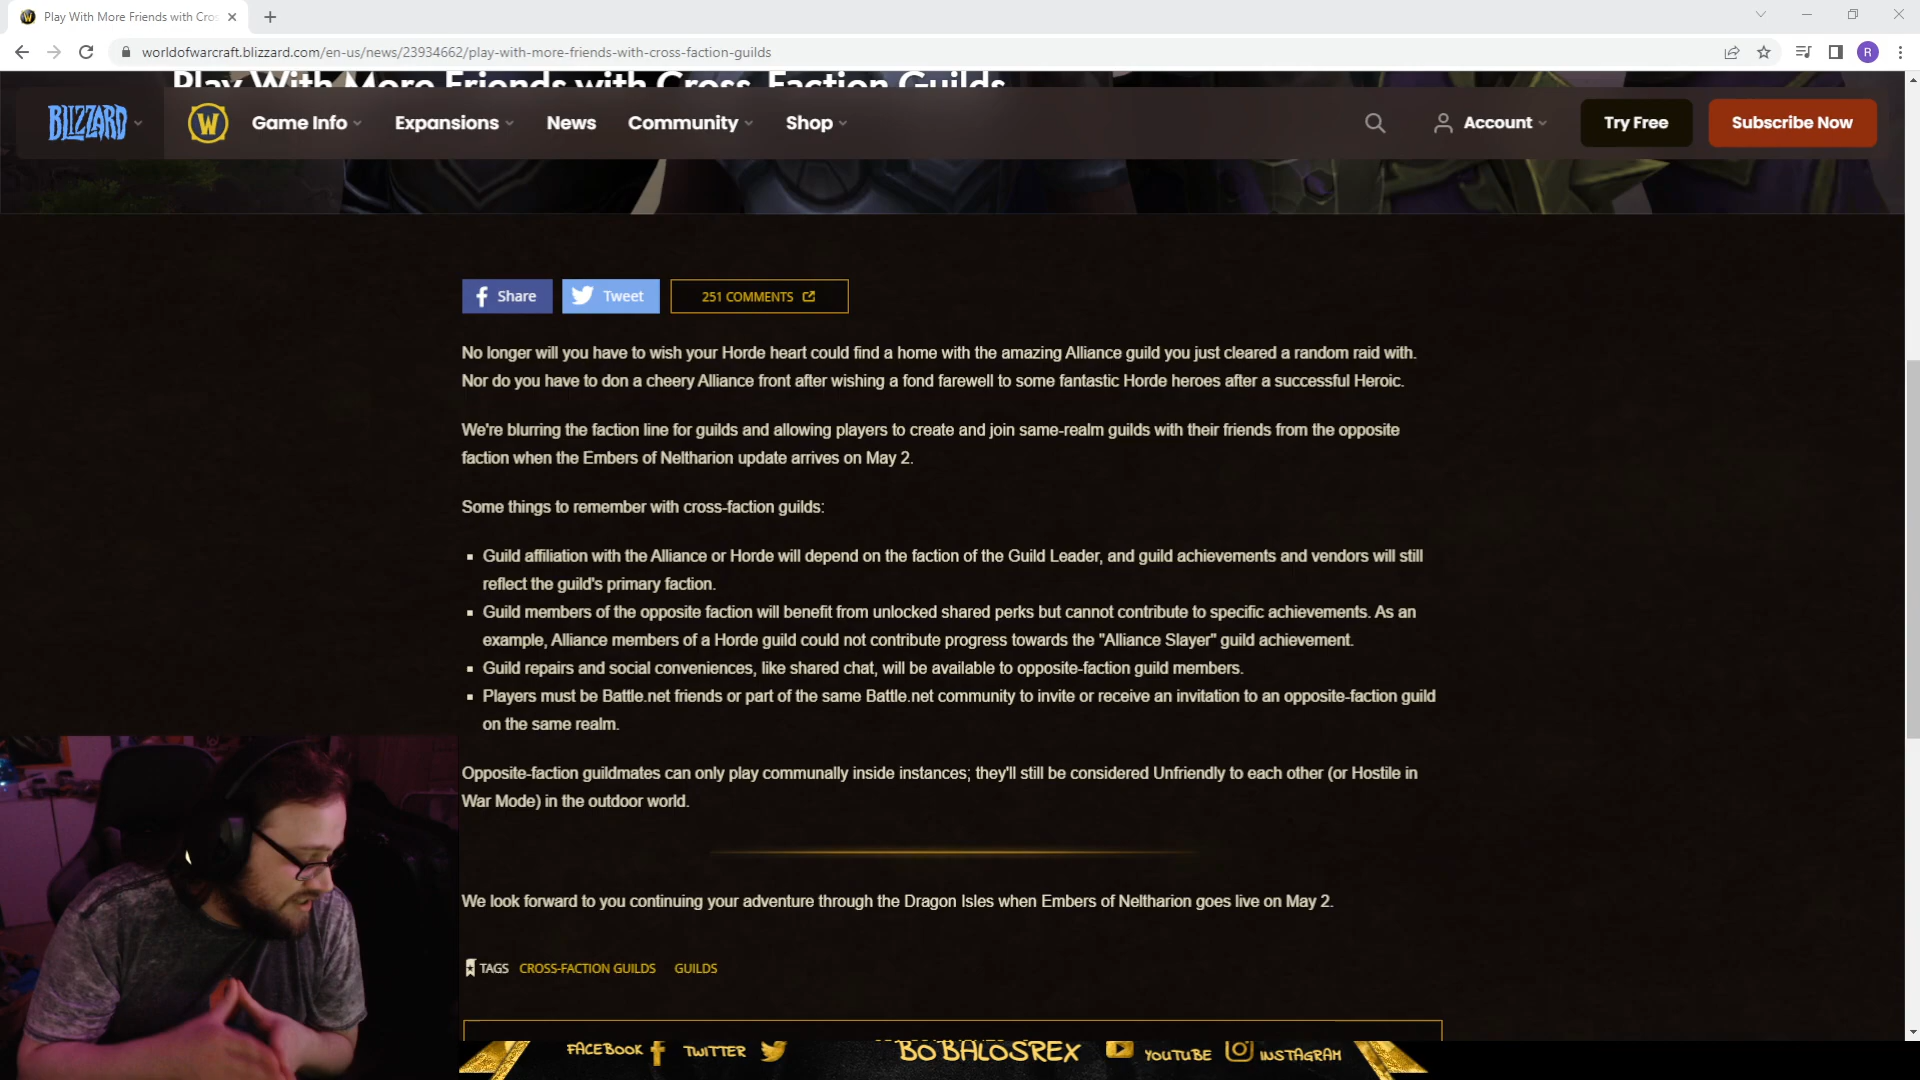 Play With More Friends with Cros
worldofwarcraft.blizzard.com/en-us/news/23934662/play-with-more-friends-with-cross-faction-guilds
R
Play With More Friends with Cross-Faction Guilds
BLIZZARD
W
Game Info
Expansions
News
Community
Shop
Account
Try Free
Subscribe Now
Share
Tweet
251 COMMENTS
No longer will you have to wish your Horde heart could find a home with the amazing Alliance guild you just cleared a random raid with.
Nor do you have to don a cheery Alliance front after wishing a fond farewell to some fantastic Horde heroes after a successful Heroic.
We're blurring the faction line for guilds and allowing players to create and join same-realm guilds with their friends from the opposite
faction when the Embers of Neltharion update arrives on May 2.
Some things to remember with cross-faction guilds:
Guild affiliation with the Alliance or Horde will depend on the faction of the Guild Leader, and guild achievements and vendors will still
reflect the guild's primary faction.
Guild members of the opposite faction will benefit from unlocked shared perks but cannot contribute to specific achievements. As an
example, Alliance members of a Horde guild could not contribute progress towards the "Alliance Slayer" guild achievement.
Guild repairs and social conveniences, like shared chat, will be available to opposite-faction guild members.
Players must be Battle.net friends or part of the same Battle.net community to invite or receive an invitation to an opposite-faction guild
on the same realm.
Opposite-faction guildmates can only play communally inside instances; they'll still be considered Unfriendly to each other (or Hostile in
War Mode) in the outdoor world.
We look forward to you continuing your adventure through the Dragon Isles when Embers of Neltharion goes live on May 2.
TAGS CROSS-FACTION GUILDS GUILDS
FACEBOOK TWITTER BO BALOSREX YOUTUBE INSTAGRAM